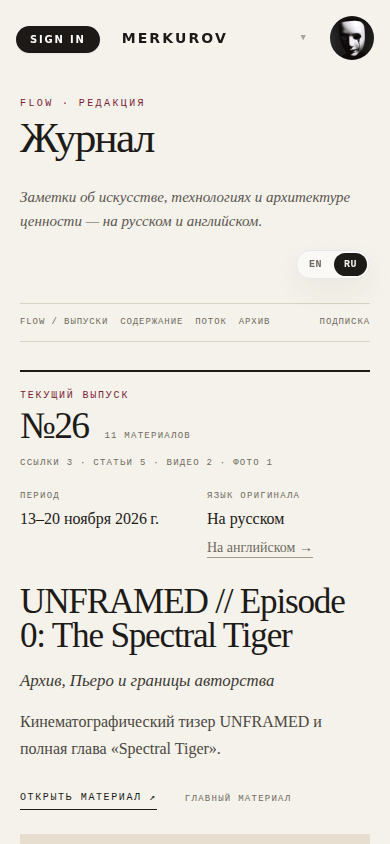 SIGN IN
MERKUROV
FLOW · РЕДАКЦИЯ
Журнал
Заметки об искусстве, технологиях и архитектуре
ценности — на русском и английском.
EN RU
FLOW / ВЫПУСКИ СОДЕРЖАНИЕ ПОТОК АРХИВ ПОДПИСКА
ТЕКУЩИЙ ВЫПУСК
№26 11 МАТЕРИАЛОВ
ССЫЛКИ 3 · СТАТЬИ 5 · ВИДЕО 2 · ФОТО 1
ПЕРИОД ЯЗЫК ОРИГИНАЛА
13–20 ноября 2026 г. На русском
На английском →
UNFRAMED // Episode
0: The Spectral Tiger
Архив, Пьеро и границы авторства
Кинематографический тизер UNFRAMED и
полная глава «Spectral Tiger».
ОТКРЫТЬ МАТЕРИАЛ ↗ ГЛАВНЫЙ МАТЕРИАЛ